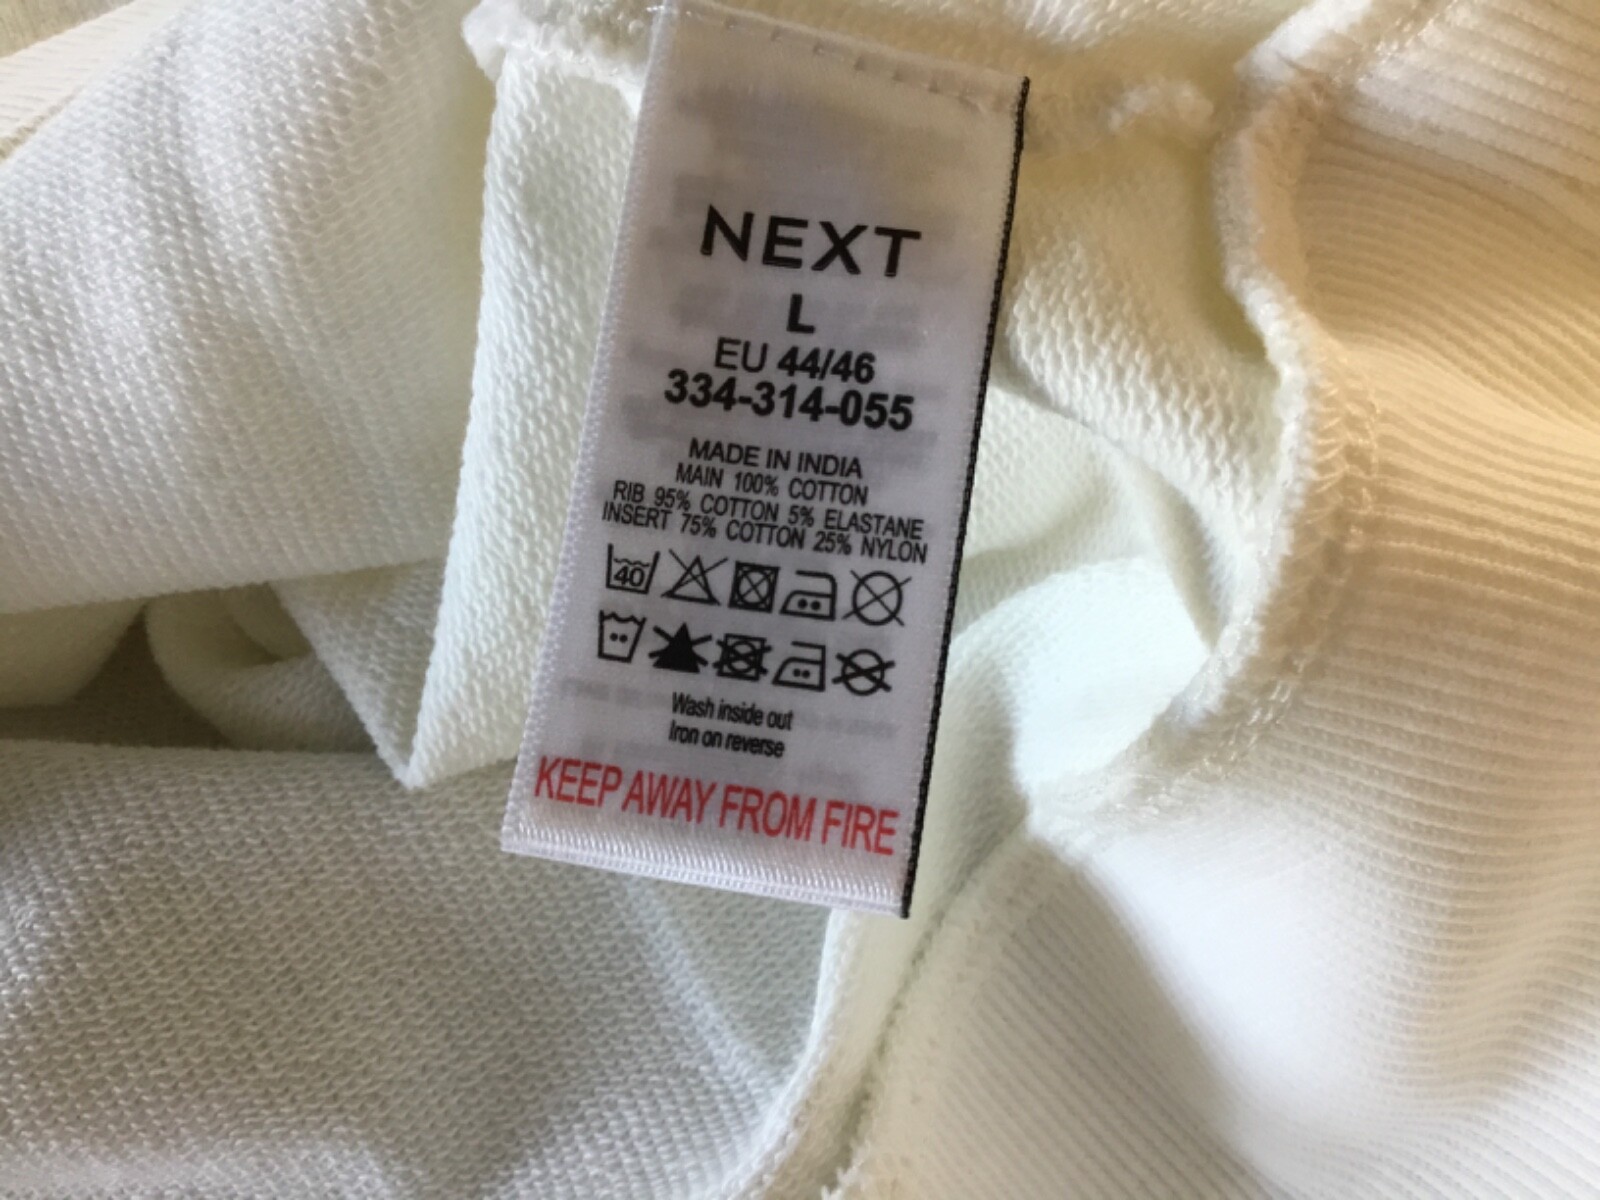 NEXT
L
EU 44/46
334-314-055
MADE IN INDIA
MAIN 100% COTTON
RIB 95% COTTON 5% ELASTANE
INSERT 75% COTTON 25% NYLON
40
Wash inside out
Iron on reverse
KEEP AWAY FROM FIRE